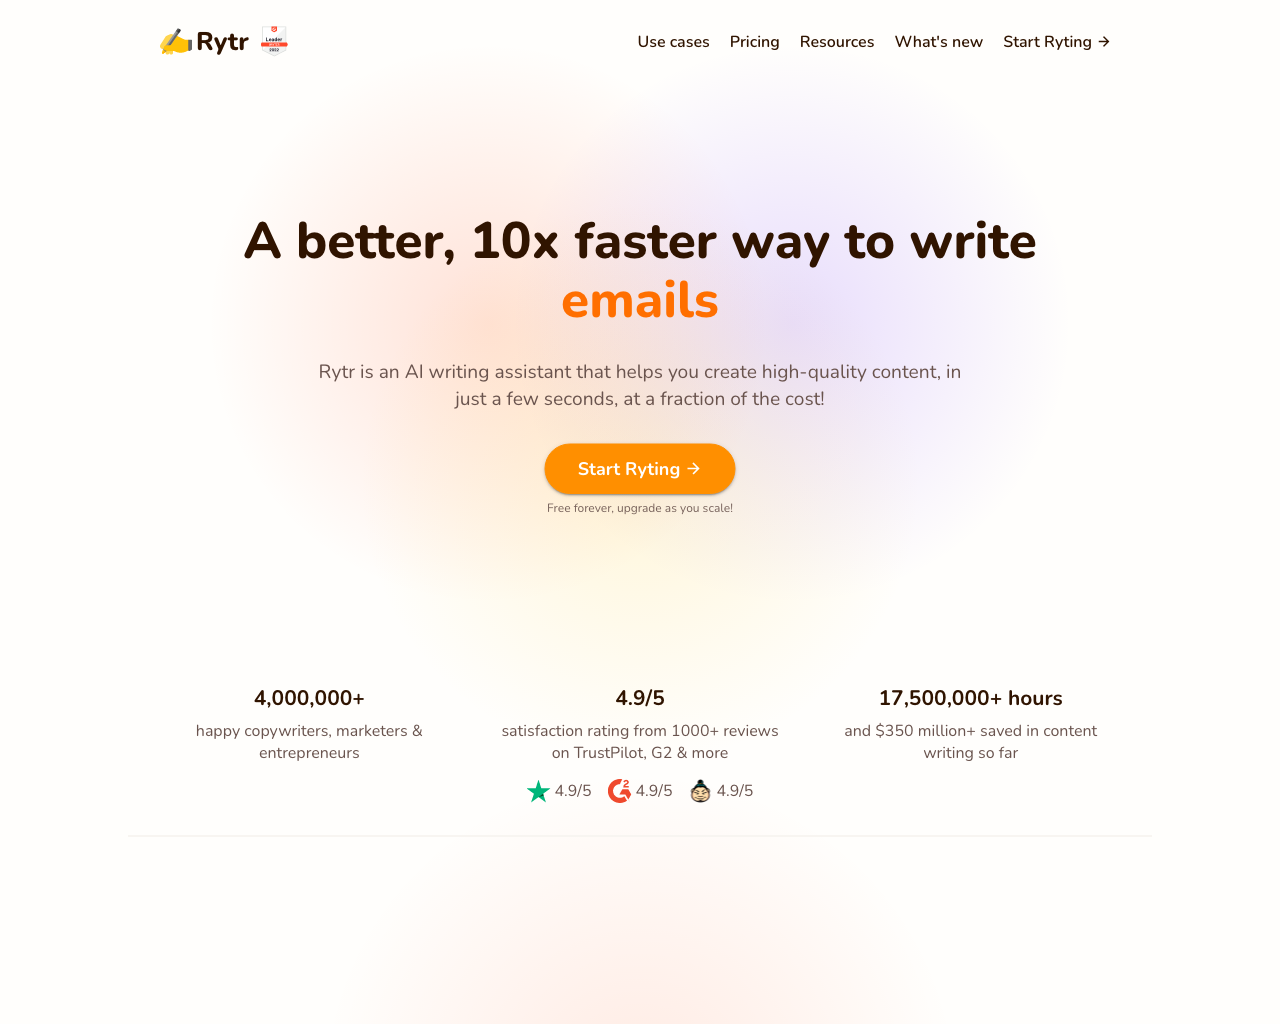 Rytr
Leader
2022
Use cases
Pricing
Resources
What's new
Start Ryting →
A better, 10x faster way to write
emails
Rytr is an AI writing assistant that helps you create high-quality content, in
just a few seconds, at a fraction of the cost!
Start Ryting →
Free forever, upgrade as you scale!
4,000,000+
happy copywriters, marketers &
entrepreneurs
4.9/5
satisfaction rating from 1000+ reviews
on TrustPilot, G2 & more
4.9/5
4.9/5
4.9/5
17,500,000+ hours
and $350 million+ saved in content
writing so far